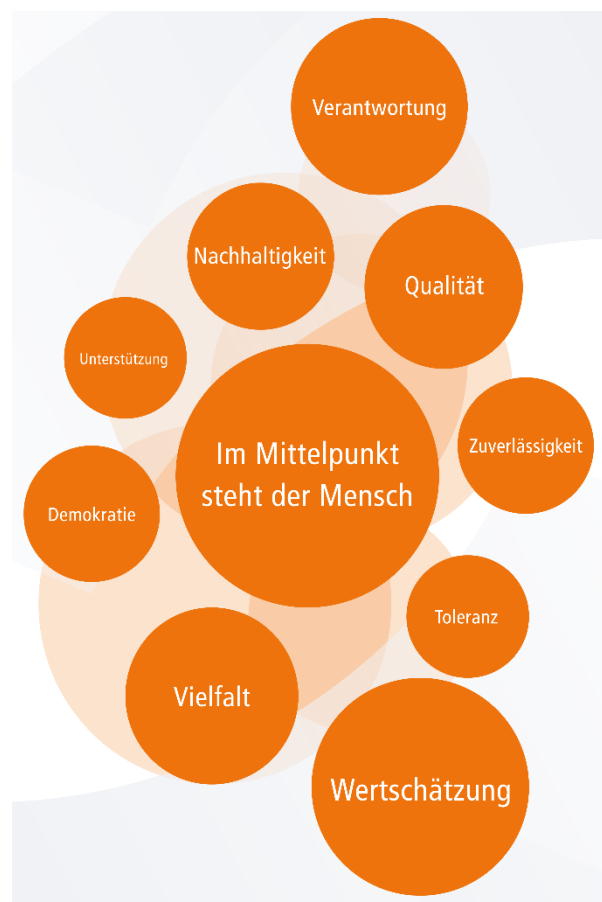 Verantwortung
Nachhaltigkeit
Qualität
Unterstützung
Zuverlässigkeit
Im Mittelpunkt
steht der Mensch
Demokratie
Toleranz
Vielfalt
Wertschätzung